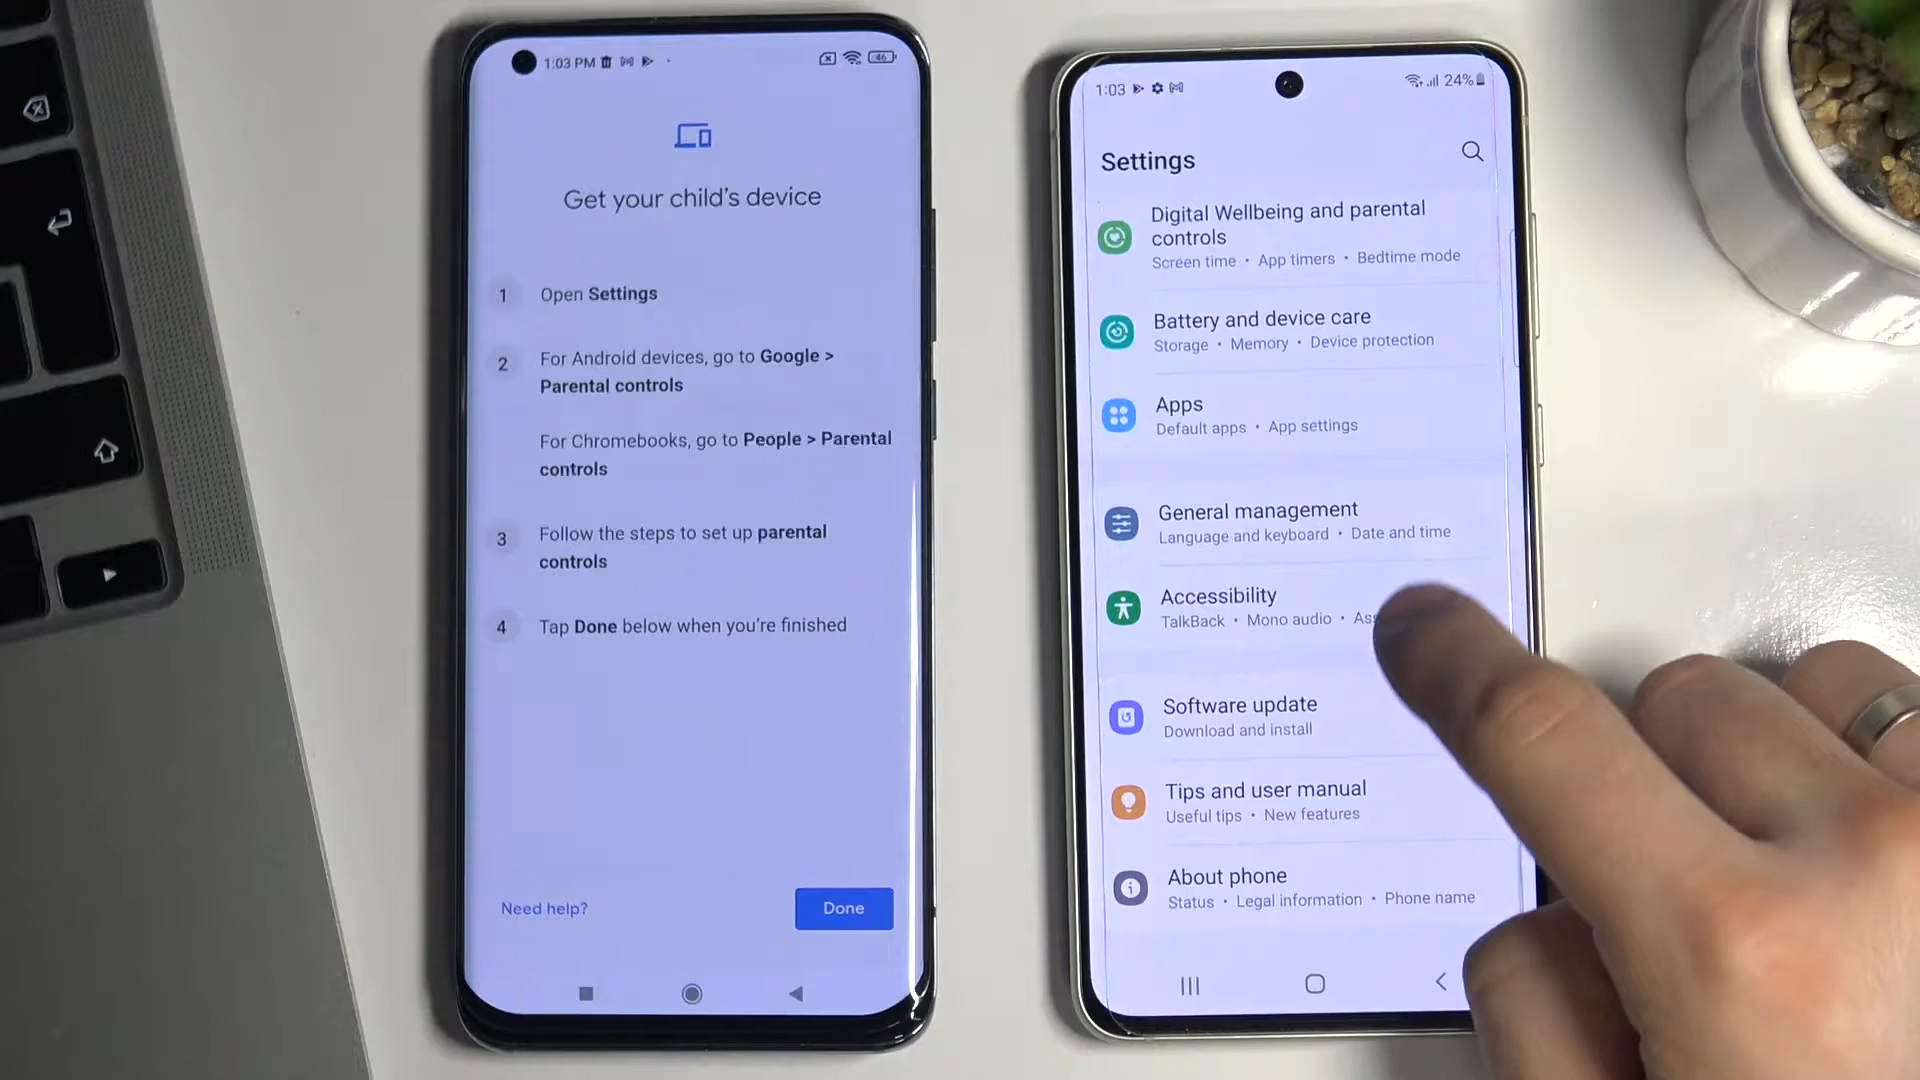 1:03 PM
46
Get your child's device
1 Open Settings
2 For Android devices, go to Google >
Parental controls
For Chromebooks, go to People > Parental
controls
3 Follow the steps to set up parental
controls
4 Tap Done below when you're finished
Need help?
Done
1:03
24%
Settings
Digital Wellbeing and parental
controls
Screen time • App timers • Bedtime mode
Battery and device care
Storage • Memory • Device protection
Apps
Default apps • App settings
General management
Language and keyboard • Date and time
Accessibility
TalkBack • Mono audio •
Software update
Download and install
Tips and user manual
Useful tips • New features
About phone
Status • Legal information • Phone name